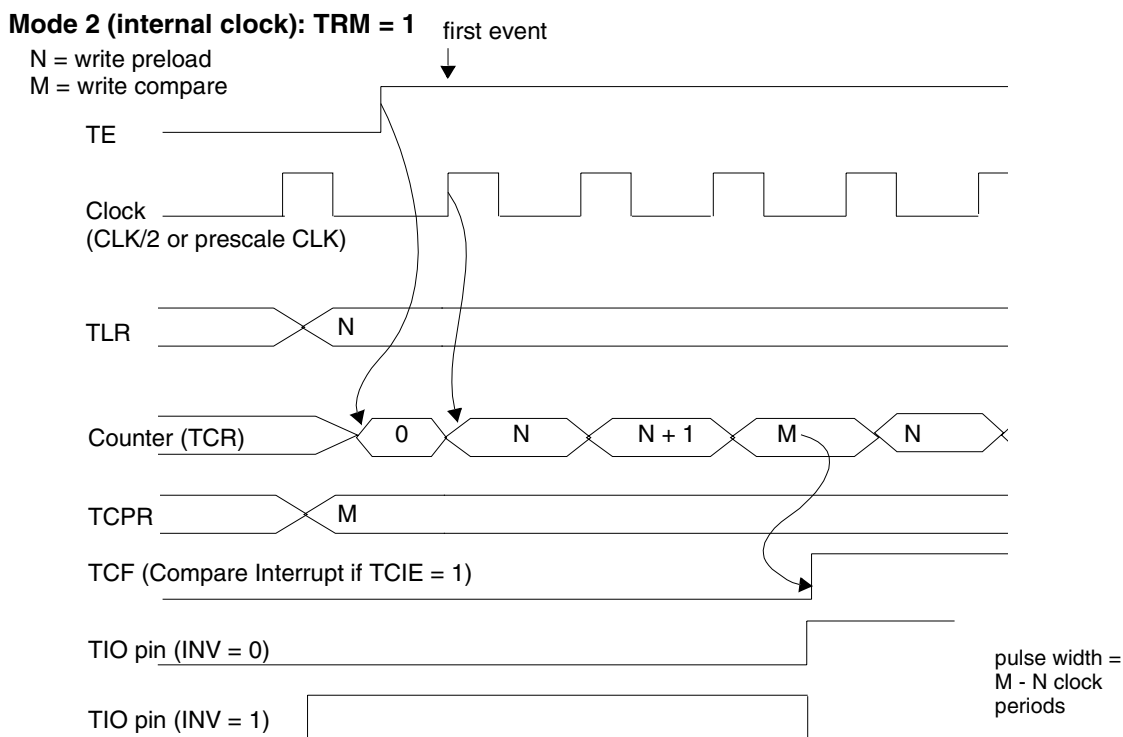 Mode 2 (internal clock): TRM = 1
first event
N = write preload
M = write compare
TE
Clock
(CLK/2 or prescale CLK)
TLR
N
Counter (TCR)
0
N
N + 1
M
N
TCPR
M
TCF (Compare Interrupt if TCIE = 1)
TIO pin (INV = 0)
pulse width =
M - N clock
periods
TIO pin (INV = 1)